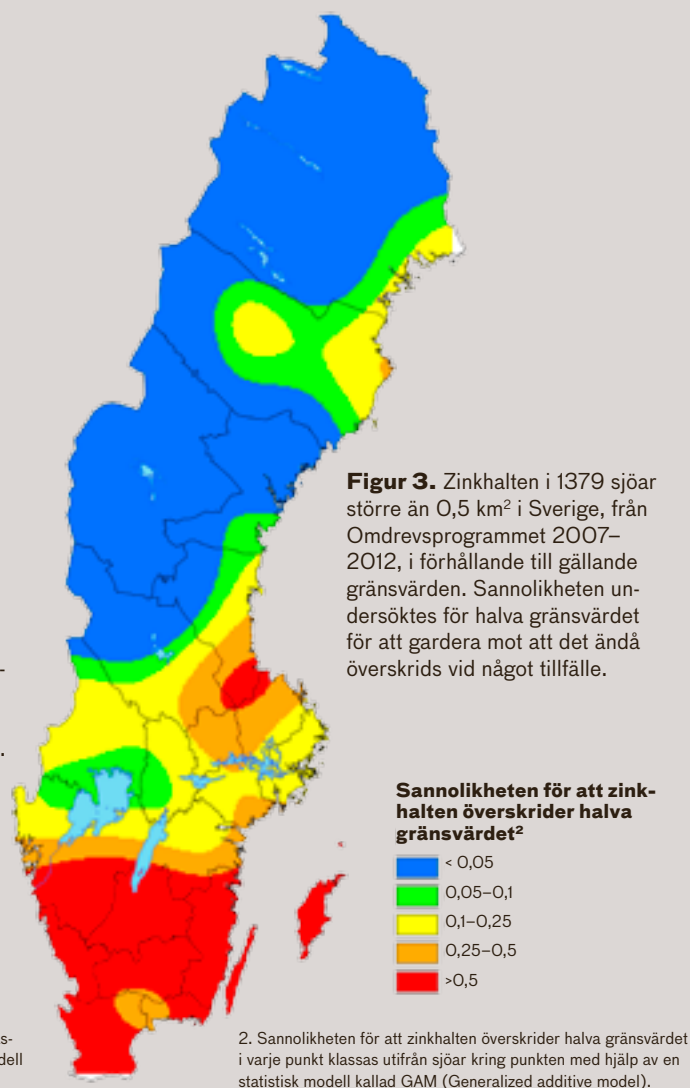 Figur 3. Zinkhalten i 1379 sjöar
större än 0,5 km² i Sverige, från
Omdrevsprogrammet 2007–
2012, i förhållande till gällande
gränsvärden. Sannolikheten un-
dersöktes för halva gränsvärdet
för att gardera mot att det ändå
överskrids vid något tillfälle.
Sannolikheten för att zink-
halten överskrider halva
gränsvärdet²
< 0,05
0,05–0,1
0,1–0,25
0,25–0,5
>0,5
2. Sannolikheten för att zinkhalten överskrider halva gränsvärdet
i varje punkt klassas utifrån sjöar kring punkten med hjälp av en
statistisk modell kallad GAM (Generalized additive model).